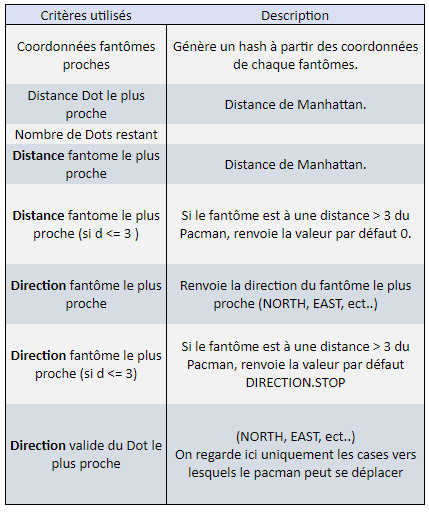 Critères utilisés
Description
Coordonnées fantômes
proches
Génère un hash à partir des coordonnées
de chaque fantômes.
Distance Dot le plus
proche
Distance de Manhattan.
Nombre de Dots restant
Distance fantome le plus
proche
Distance de Manhattan.
Distance fantome le plus
proche (si d <= 3 )
Si le fantôme est à une distance > 3 du
Pacman, renvoie la valeur par défaut 0.
Direction fantôme le plus
proche
Renvoie la direction du fantôme le plus
proche (NORTH, EAST, ect..)
Direction fantôme le plus
proche (si d <= 3)
Si le fantôme est à une distance > 3 du
Pacman, renvoie la valeur par défaut
DIRECTION.STOP
Direction valide du Dot le
plus proche
(NORTH, EAST, ect..)
On regarde ici uniquement les cases vers
lesquels le pacman peut se déplacer